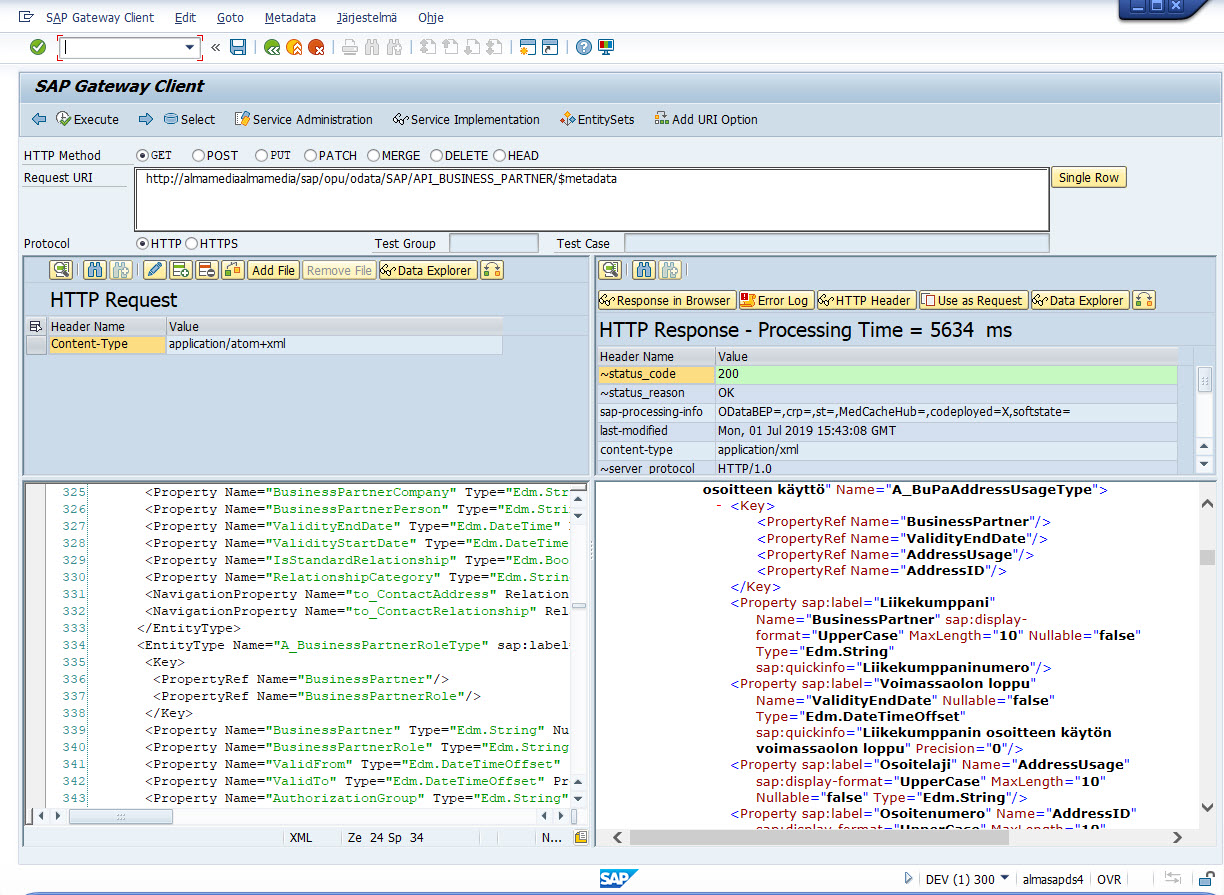 SAP Gateway Client Edit Goto Metadata Järjestelmä Ohje
SAP Gateway Client
Execute Select Service Administration Service Implementation EntitySets Add URI Option
HTTP Method GET POST PUT PATCH MERGE DELETE HEAD
Request URI http://almamediaalmamedia/sap/opu/odata/SAP/API_BUSINESS_PARTNER/$metadata Single Row
Protocol HTTP HTTPS Test Group Test Case
Add File Remove File Data Explorer
HTTP Request
Header Name Value
Content-Type application/atom+xml
Response in Browser Error Log HTTP Header Use as Request Data Explorer
HTTP Response - Processing Time = 5634 ms
Header Name Value
~status_code 200
~status_reason OK
sap-processing-info ODataBEP=,crp=,st=,MedCacheHub=,codeployed=X,softstate=
last-modified Mon, 01 Jul 2019 15:43:08 GMT
content-type application/xml
~server_protocol HTTP/1.0
325 <Property Name="BusinessPartnerCompany" Type="Edm.Str
326 <Property Name="BusinessPartnerPerson" Type="Edm.Stri
327 <Property Name="ValidityEndDate" Type="Edm.DateTime"
328 <Property Name="ValidityStartDate" Type="Edm.DateTime
329 <Property Name="IsStandardRelationship" Type="Edm.Boo
330 <Property Name="RelationshipCategory" Type="Edm.Strin
331 <NavigationProperty Name="to_ContactAddress" Relation
332 <NavigationProperty Name="to_ContactRelationship" Rel
333 </EntityType>
334 <EntityType Name="A_BusinessPartnerRoleType" sap:label=
335 <Key>
336 <PropertyRef Name="BusinessPartner"/>
337 <PropertyRef Name="BusinessPartnerRole"/>
338 </Key>
339 <Property Name="BusinessPartner" Type="Edm.String" Nu
340 <Property Name="BusinessPartnerRole" Type="Edm.String
341 <Property Name="ValidFrom" Type="Edm.DateTimeOffset"
342 <Property Name="ValidTo" Type="Edm.DateTimeOffset" Pr
343 <Property Name="AuthorizationGroup" Type="Edm.String"
XML Ze 24 Sp 34 N...
osoitteen käyttö" Name="A_BuPaAddressUsageType">
- <Key>
<PropertyRef Name="BusinessPartner"/>
<PropertyRef Name="ValidityEndDate"/>
<PropertyRef Name="AddressUsage"/>
<PropertyRef Name="AddressID"/>
</Key>
<Property sap:label="Liikekumppani"
Name="BusinessPartner" sap:display-
format="UpperCase" MaxLength="10" Nullable="false"
Type="Edm.String"
sap:quickinfo="Liikekumppaninumero"/>
<Property sap:label="Voimassaolon loppu"
Name="ValidityEndDate" Nullable="false"
Type="Edm.DateTimeOffset"
sap:quickinfo="Liikekumppanin osoitteen käytön
voimassaolon loppu" Precision="0"/>
<Property sap:label="Osoitelaji" Name="AddressUsage"
sap:display-format="UpperCase" MaxLength="10"
Nullable="false" Type="Edm.String"/>
<Property sap:label="Osoitenumero" Name="AddressID"
sap:display-format="UpperCase" MaxLength="10"
SAP DEV (1) 300 almasapds4 OVR